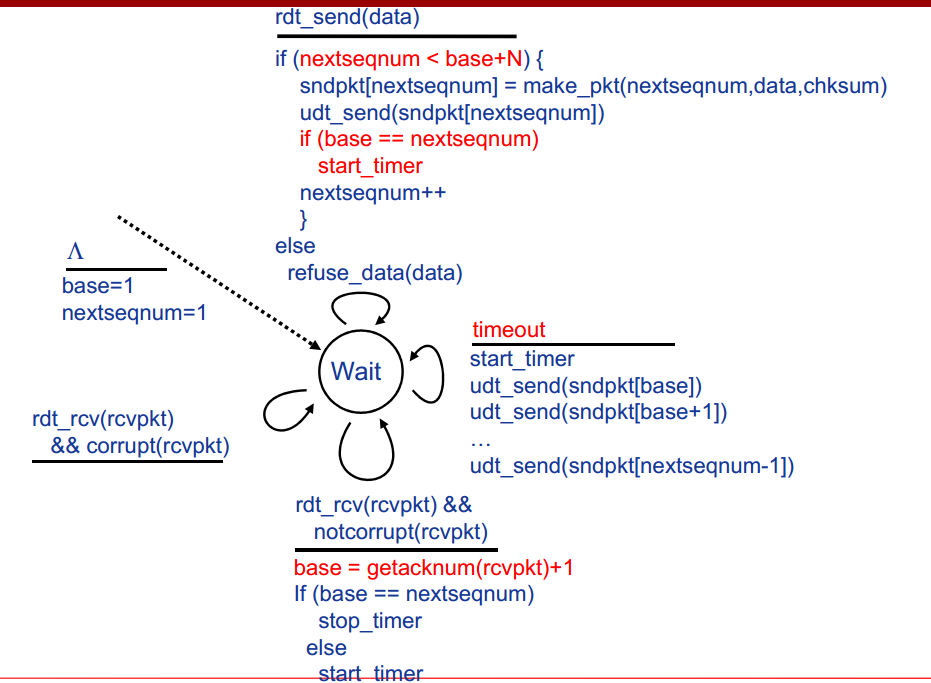 rdt_send(data)
if (nextseqnum < base+N) {
sndpkt[nextseqnum] = make_pkt(nextseqnum,data,chksum)
udt_send(sndpkt[nextseqnum])
if (base == nextseqnum)
start_timer
nextseqnum++
}
else
refuse_data(data)
Λ
base=1
nextseqnum=1
Wait
timeout
start_timer
udt_send(sndpkt[base])
udt_send(sndpkt[base+1])
…
udt_send(sndpkt[nextseqnum-1])
rdt_rcv(rcvpkt)
&& corrupt(rcvpkt)
rdt_rcv(rcvpkt) &&
notcorrupt(rcvpkt)
base = getacknum(rcvpkt)+1
If (base == nextseqnum)
stop_timer
else
start_timer